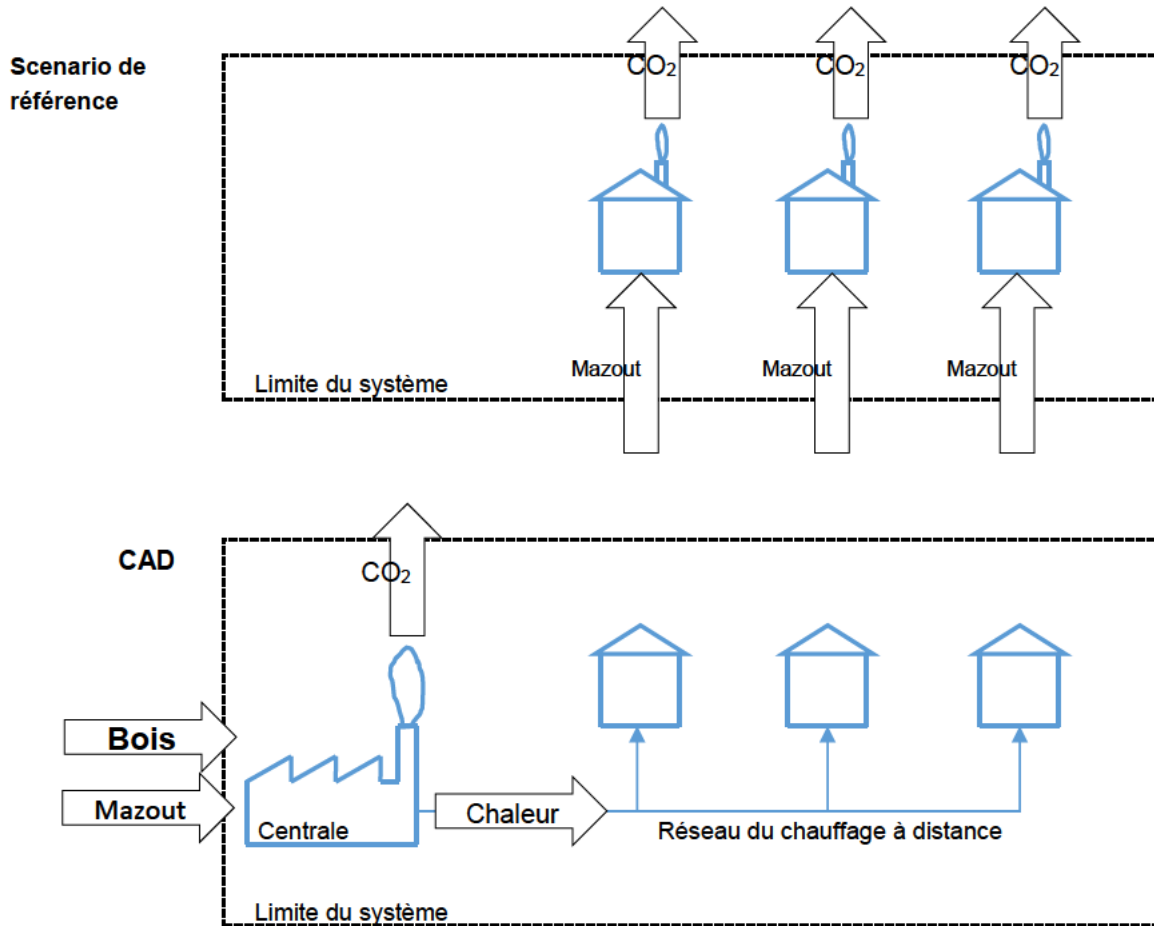 Scenario de
référence
CO₂
CO₂
CO₂
Mazout
Mazout
Mazout
Limite du système
CAD
CO₂
Bois
Mazout
Centrale
Chaleur
Réseau du chauffage à distance
Limite du système